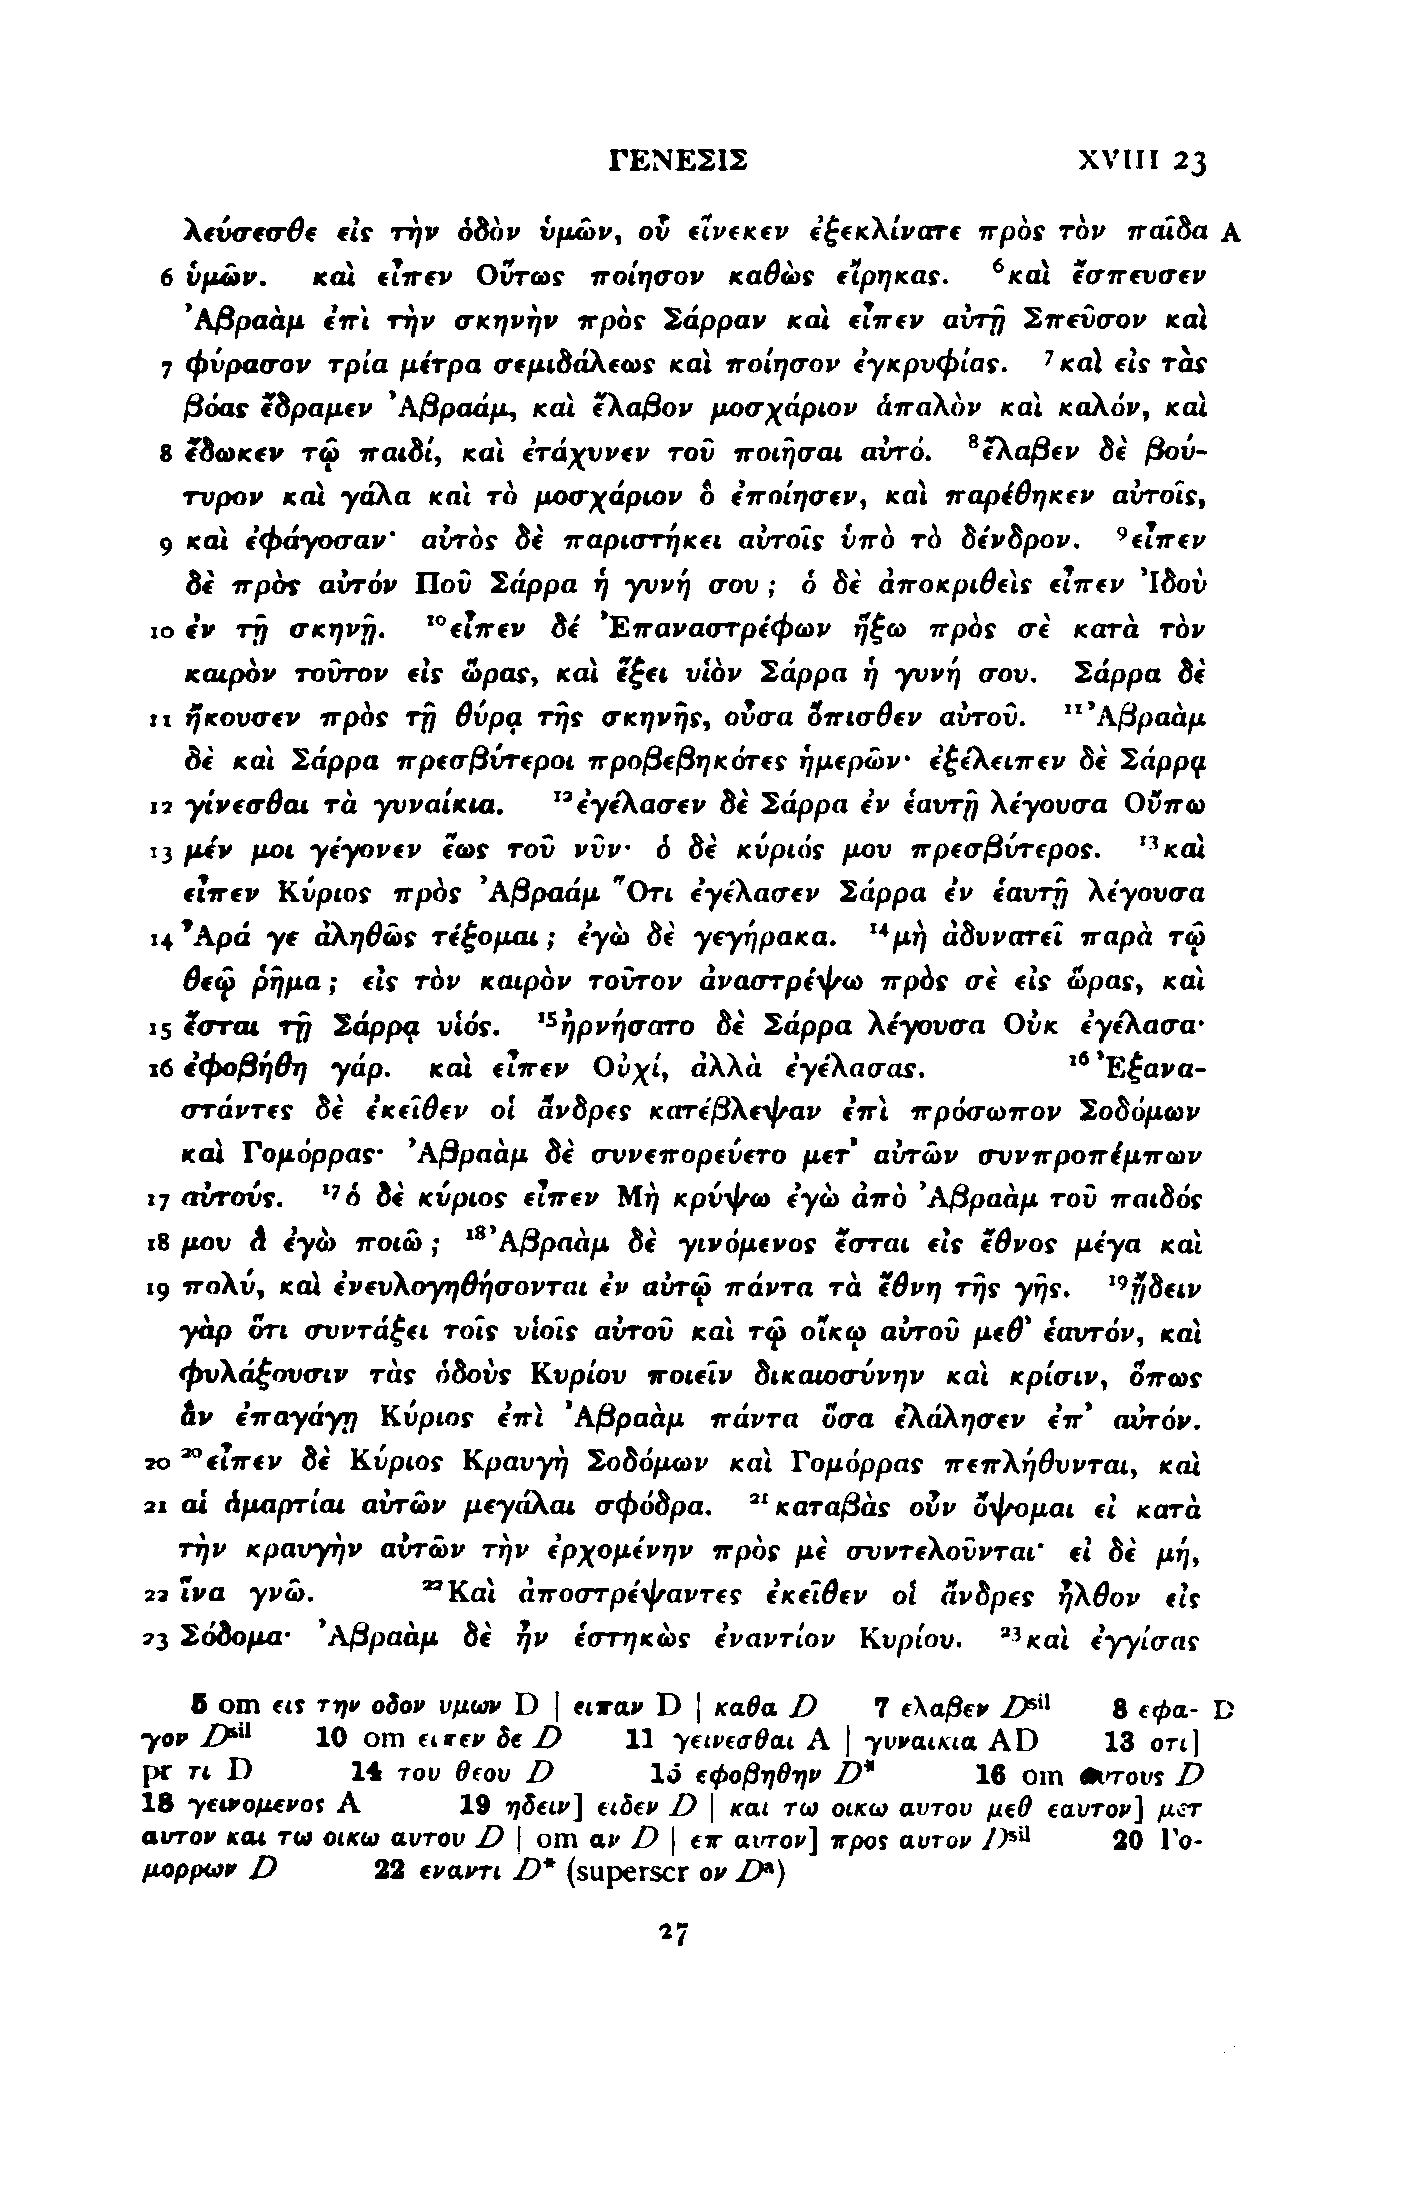 ΓΕΝΕΣΙΣ XVIII 23
λεύσεσθε εἰς τὴν ὁδὸν ὑμῶν, οὗ εἵνεκεν ἐξεκλίνατε πρὸς τὸν παῖδα A
6 ὑμῶν. καὶ εἶπεν Οὕτως ποίησον καθὼς εἴρηκας. ⁶καὶ ἔσπευσεν
Ἀβραὰμ ἐπὶ τὴν σκηνὴν πρὸς Σάρραν καὶ εἶπεν αὐτῇ Σπεῦσον καὶ
7 φύρασον τρία μέτρα σεμιδάλεως καὶ ποίησον ἐγκρυφίας. ⁷καὶ εἰς τὰς
βόας ἔδραμεν Ἀβραάμ, καὶ ἔλαβον μοσχάριον ἁπαλὸν καὶ καλόν, καὶ
8 ἔδωκεν τῷ παιδί, καὶ ἐτάχυνεν τοῦ ποιῆσαι αὐτό. ⁸ἔλαβεν δὲ βού-
τυρον καὶ γάλα καὶ τὸ μοσχάριον ὃ ἐποίησεν, καὶ παρέθηκεν αὐτοῖς,
9 καὶ ἐφάγοσαν· αὐτὸς δὲ παριστήκει αὐτοῖς ὑπὸ τὸ δένδρον. ⁹εἶπεν
δὲ πρὸς αὐτόν Ποῦ Σάρρα ἡ γυνή σου; ὁ δὲ ἀποκριθεὶς εἶπεν Ἰδοὺ
10 ἐν τῇ σκηνῇ. ¹⁰εἶπεν δέ Ἐπαναστρέφων ἥξω πρὸς σὲ κατὰ τὸν
καιρὸν τοῦτον εἰς ὥρας, καὶ ἕξει υἱὸν Σάρρα ἡ γυνή σου. Σάρρα δὲ
11 ἤκουσεν πρὸς τῇ θύρᾳ τῆς σκηνῆς, οὖσα ὄπισθεν αὐτοῦ. ¹¹Ἀβραὰμ
δὲ καὶ Σάρρα πρεσβύτεροι προβεβηκότες ἡμερῶν· ἐξέλειπεν δὲ Σάρρᾳ
12 γίνεσθαι τὰ γυναίκια. ¹²ἐγέλασεν δὲ Σάρρα ἐν ἑαυτῇ λέγουσα Οὔπω
13 μέν μοι γέγονεν ἕως τοῦ νῦν· ὁ δὲ κύριός μου πρεσβύτερος. ¹³καὶ
εἶπεν Κύριος πρὸς Ἀβραάμ Ὅτι ἐγέλασεν Σάρρα ἐν ἑαυτῇ λέγουσα
14 Ἆρά γε ἀληθῶς τέξομαι; ἐγὼ δὲ γεγήρακα. ¹⁴μὴ ἀδυνατεῖ παρὰ τῷ
θεῷ ῥῆμα; εἰς τὸν καιρὸν τοῦτον ἀναστρέψω πρὸς σὲ εἰς ὥρας, καὶ
15 ἔσται τῇ Σάρρᾳ υἱός. ¹⁵ἠρνήσατο δὲ Σάρρα λέγουσα Οὐκ ἐγέλασα·
16 ἐφοβήθη γάρ. καὶ εἶπεν Οὐχί, ἀλλὰ ἐγέλασας. ¹⁶Ἐξανα-
στάντες δὲ ἐκεῖθεν οἱ ἄνδρες κατέβλεψαν ἐπὶ πρόσωπον Σοδόμων
καὶ Γομόρρας· Ἀβραὰμ δὲ συνεπορεύετο μετ᾽ αὐτῶν συνπροπέμπων
17 αὐτούς. ¹⁷ὁ δὲ κύριος εἶπεν Μὴ κρύψω ἐγὼ ἀπὸ Ἀβραὰμ τοῦ παιδός
18 μου ἃ ἐγὼ ποιῶ; ¹⁸Ἀβραὰμ δὲ γινόμενος ἔσται εἰς ἔθνος μέγα καὶ
19 πολύ, καὶ ἐνευλογηθήσονται ἐν αὐτῷ πάντα τὰ ἔθνη τῆς γῆς. ¹⁹ᾔδειν
γὰρ ὅτι συντάξει τοῖς υἱοῖς αὐτοῦ καὶ τῷ οἴκῳ αὐτοῦ μεθ᾽ ἑαυτόν, καὶ
φυλάξουσιν τὰς ὁδοὺς Κυρίου ποιεῖν δικαιοσύνην καὶ κρίσιν, ὅπως
ἂν ἐπαγάγῃ Κύριος ἐπὶ Ἀβραὰμ πάντα ὅσα ἐλάλησεν ἐπ᾽ αὐτόν.
20 ²⁰εἶπεν δὲ Κύριος Κραυγὴ Σοδόμων καὶ Γομόρρας πεπλήθυνται, καὶ
21 αἱ ἁμαρτίαι αὐτῶν μεγάλαι σφόδρα. ²¹καταβὰς οὖν ὄψομαι εἰ κατὰ
τὴν κραυγὴν αὐτῶν τὴν ἐρχομένην πρὸς μὲ συντελοῦνται· εἰ δὲ μή,
22 ἵνα γνῶ. ²²Καὶ ἀποστρέψαντες ἐκεῖθεν οἱ ἄνδρες ἦλθον εἰς
23 Σόδομα· Ἀβραὰμ δὲ ἦν ἑστηκὼς ἐναντίον Κυρίου. ²³καὶ ἐγγίσας
5 om εις την οδον υμων D | ειπαν D | καθα D 7 ελαβεν Dsil 8 εφα- D
γον Dsil 10 om ειπεν δε D 11 γεινεσθαι A | γυναικια AD 13 οτι]
pr τι D 14 του θεου D 15 εφοβηθην D* 16 om αυτους D
18 γεινομενος A 19 ηδειν] ειδεν D | και τω οικω αυτου μεθ εαυτον] μετ
αυτον και τω οικω αυτου D | om αν D | επ αυτον] προς αυτον Dsil 20 Γο-
μορρων D 22 εναντι D* (superscr ον Dᵃ)
27